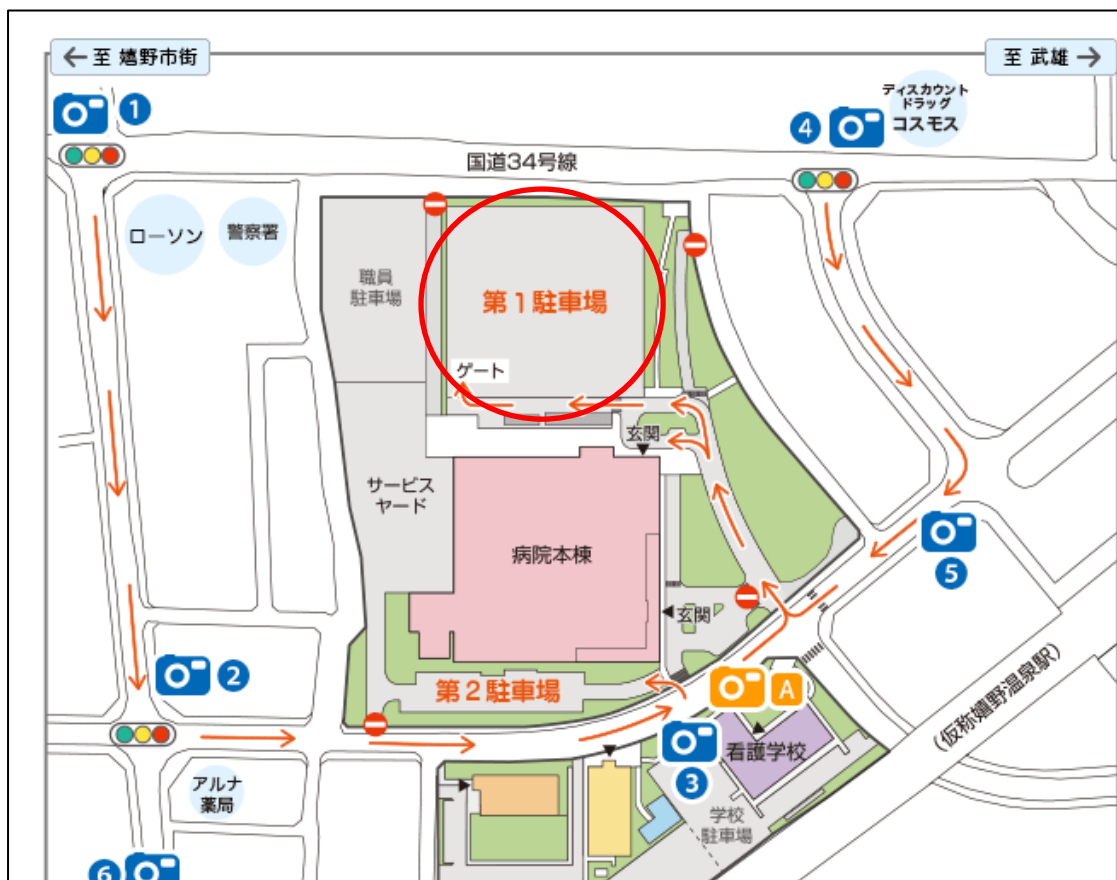 ← 至 嬉野市街
至 武雄 →
1
4
ディスカウント
ドラッグ
コスモス
国道34号線
ローソン
警察署
職員
駐車場
第1駐車場
ゲート
玄関
サービス
ヤード
病院本棟
5
玄関
2
第2駐車場
A
(仮称嬉野温泉駅)
3
看護学校
アルナ
薬局
学校
駐車場
6